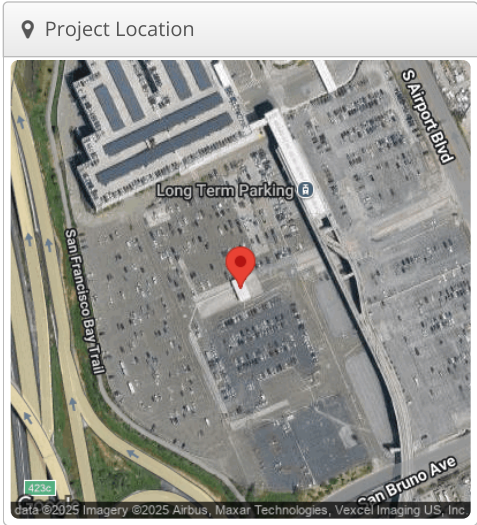 Project Location
S Airport Blvd
Long Term Parking
San Francisco Bay Trail
423c
San Bruno Ave
data ©2025 Imagery ©2025 Airbus, Maxar Technologies, Vexcel Imaging US, Inc.